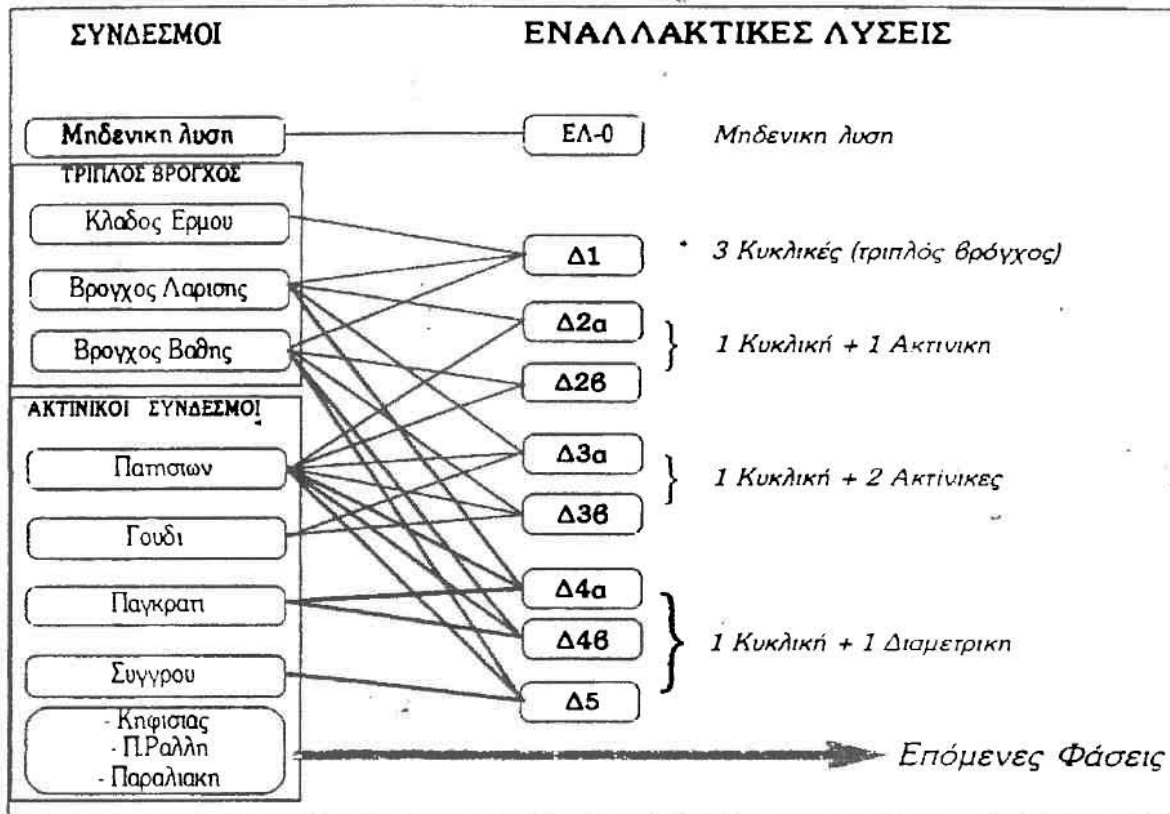 ΣΥΝΔΕΣΜΟΙ
ΕΝΑΛΛΑΚΤΙΚΕΣ ΛΥΣΕΙΣ
Μηδενικη λυση
ΕΛ-0
Μηδενικη λυση
ΤΡΙΠΛΟΣ ΒΡΟΓΧΟΣ
Κλαδος Ερμου
Δ1
3 Κυκλικές (τριπλός βρόγχος)
Βρογχος Λαρισης
Δ2α
Βρογχος Βαθης
1 Κυκλική + 1 Ακτινικη
Δ2β
ΑΚΤΙΝΙΚΟΙ ΣΥΝΔΕΣΜΟΙ
Πατησιων
Δ3α
1 Κυκλική + 2 Ακτίνικες
Δ3β
Γουδι
Δ4α
Παγκρατι
Δ4β
1 Κυκλική + 1 Διαμετρικη
Συγγρου
Δ5
- Κηφισιας
- Π.Ραλλη
- Παραλιακη
Επόμενες Φάσεις